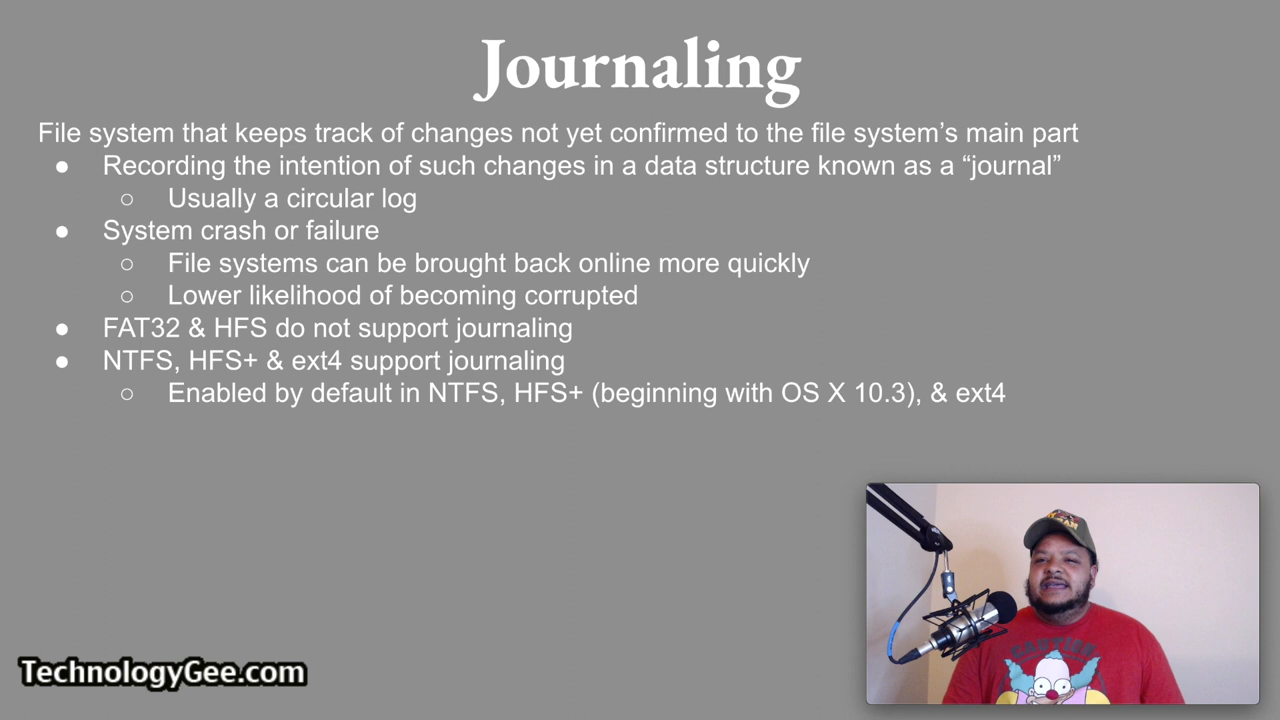 Journaling
File system that keeps track of changes not yet confirmed to the file system’s main part
● Recording the intention of such changes in a data structure known as a “journal”
○ Usually a circular log
● System crash or failure
○ File systems can be brought back online more quickly
○ Lower likelihood of becoming corrupted
● FAT32 & HFS do not support journaling
● NTFS, HFS+ & ext4 support journaling
○ Enabled by default in NTFS, HFS+ (beginning with OS X 10.3), & ext4
CAUTION
TechnologyGee.com